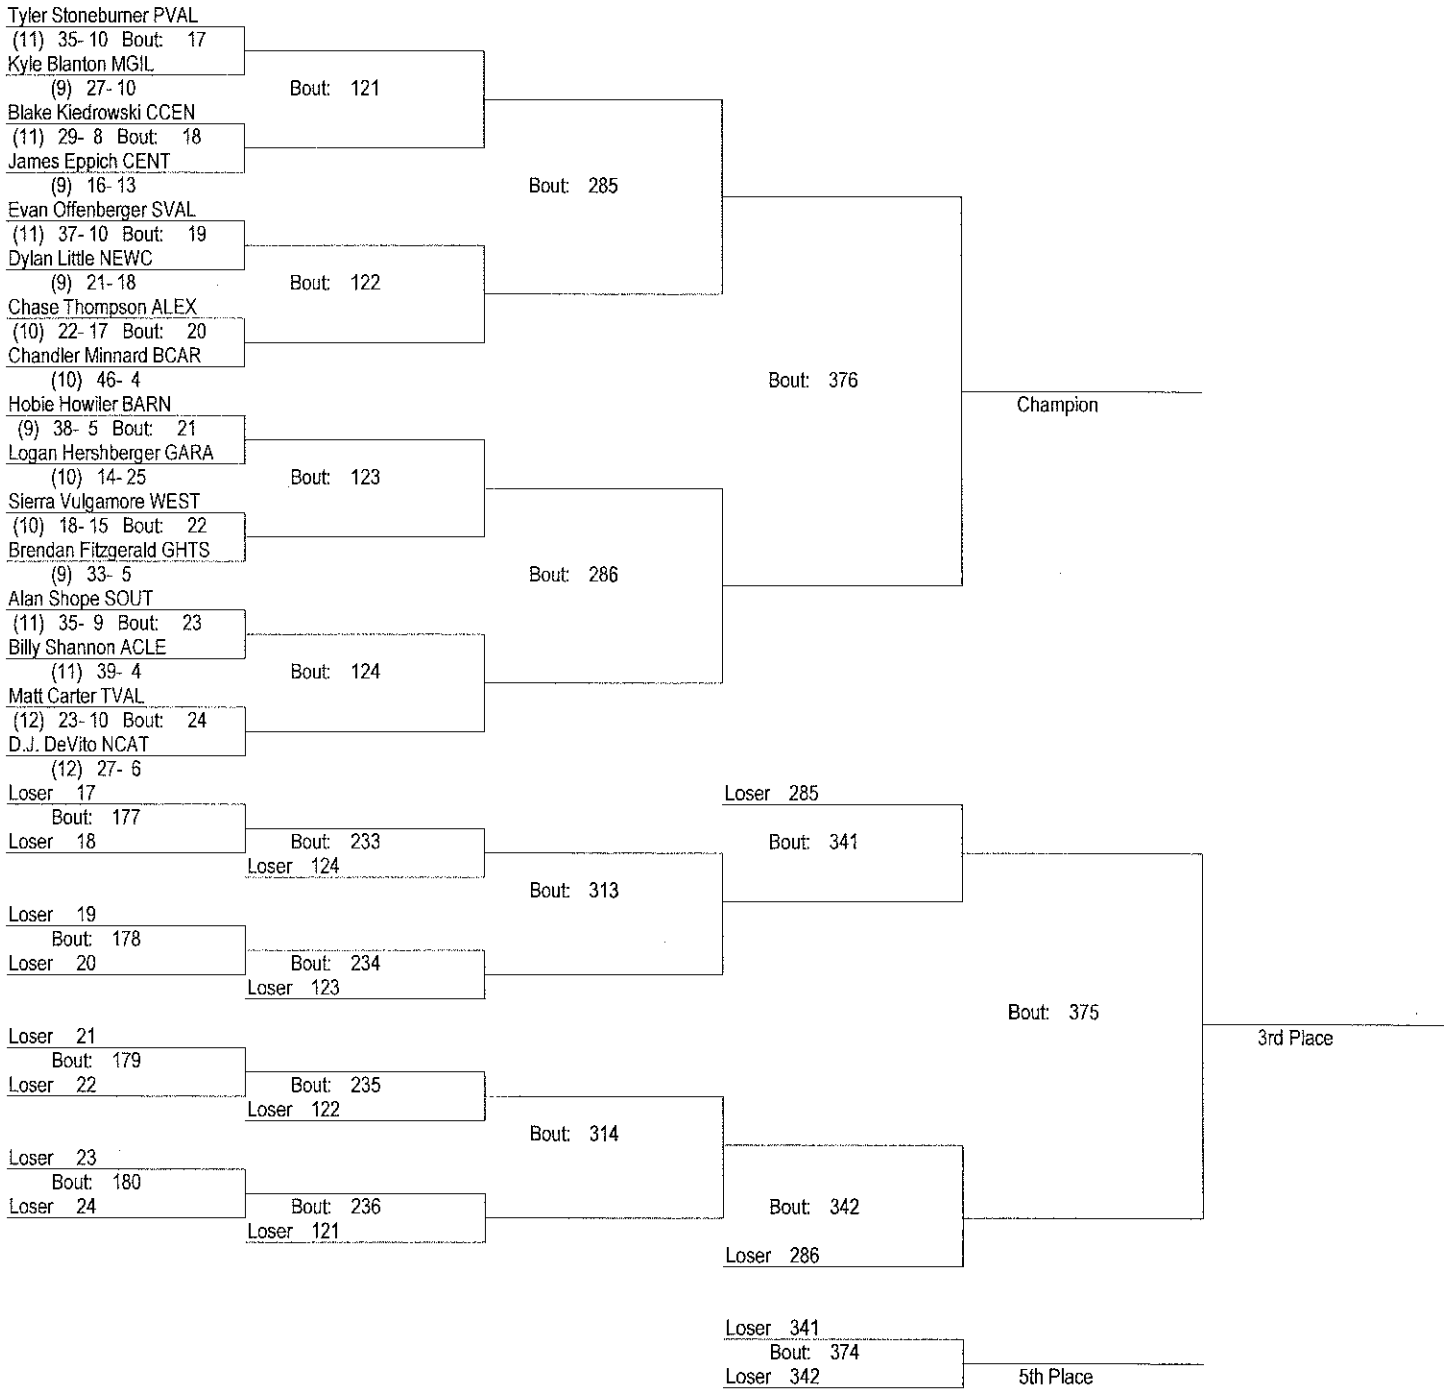 Tyler Stoneburner PVAL
(11) 35- 10 Bout: 17
Kyle Blanton MGIL
(9) 27- 10
Bout: 121
Blake Kiedrowski CCEN
(11) 29- 8 Bout: 18
James Eppich CENT
(9) 16- 13
Bout: 285
Evan Offenberger SVAL
(11) 37- 10 Bout: 19
Dylan Little NEWC
(9) 21- 18
Bout: 122
Chase Thompson ALEX
(10) 22- 17 Bout: 20
Chandler Minnard BCAR
(10) 46- 4
Bout: 376
Champion
Hobie Howiler BARN
(9) 38- 5 Bout: 21
Logan Hershberger GARA
(10) 14- 25
Bout: 123
Sierra Vulgamore WEST
(10) 18- 15 Bout: 22
Brendan Fitzgerald GHTS
(9) 33- 5
Bout: 286
Alan Shope SOUT
(11) 35- 9 Bout: 23
Billy Shannon ACLE
(11) 39- 4
Bout: 124
Matt Carter TVAL
(12) 23- 10 Bout: 24
D.J. DeVito NCAT
(12) 27- 6
Loser 17
Bout: 177
Loser 18
Bout: 233
Loser 124
Loser 285
Bout: 341
Bout: 313
Loser 19
Bout: 178
Loser 20
Bout: 234
Loser 123
Bout: 375
3rd Place
Loser 21
Bout: 179
Loser 22
Bout: 235
Loser 122
Bout: 314
Loser 23
Bout: 180
Loser 24
Bout: 236
Loser 121
Bout: 342
Loser 286
Loser 341
Bout: 374
Loser 342
5th Place